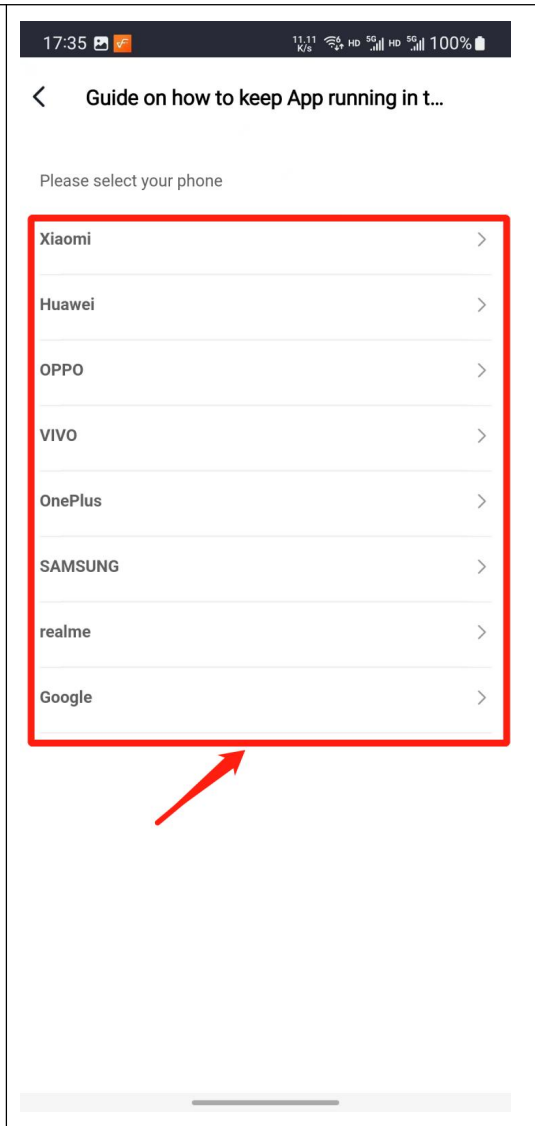 17:35 11.11 K/s 6 HD 5G HD 5G 100%
Guide on how to keep App running in t...
Please select your phone
Xiaomi
Huawei
OPPO
VIVO
OnePlus
SAMSUNG
realme
Google